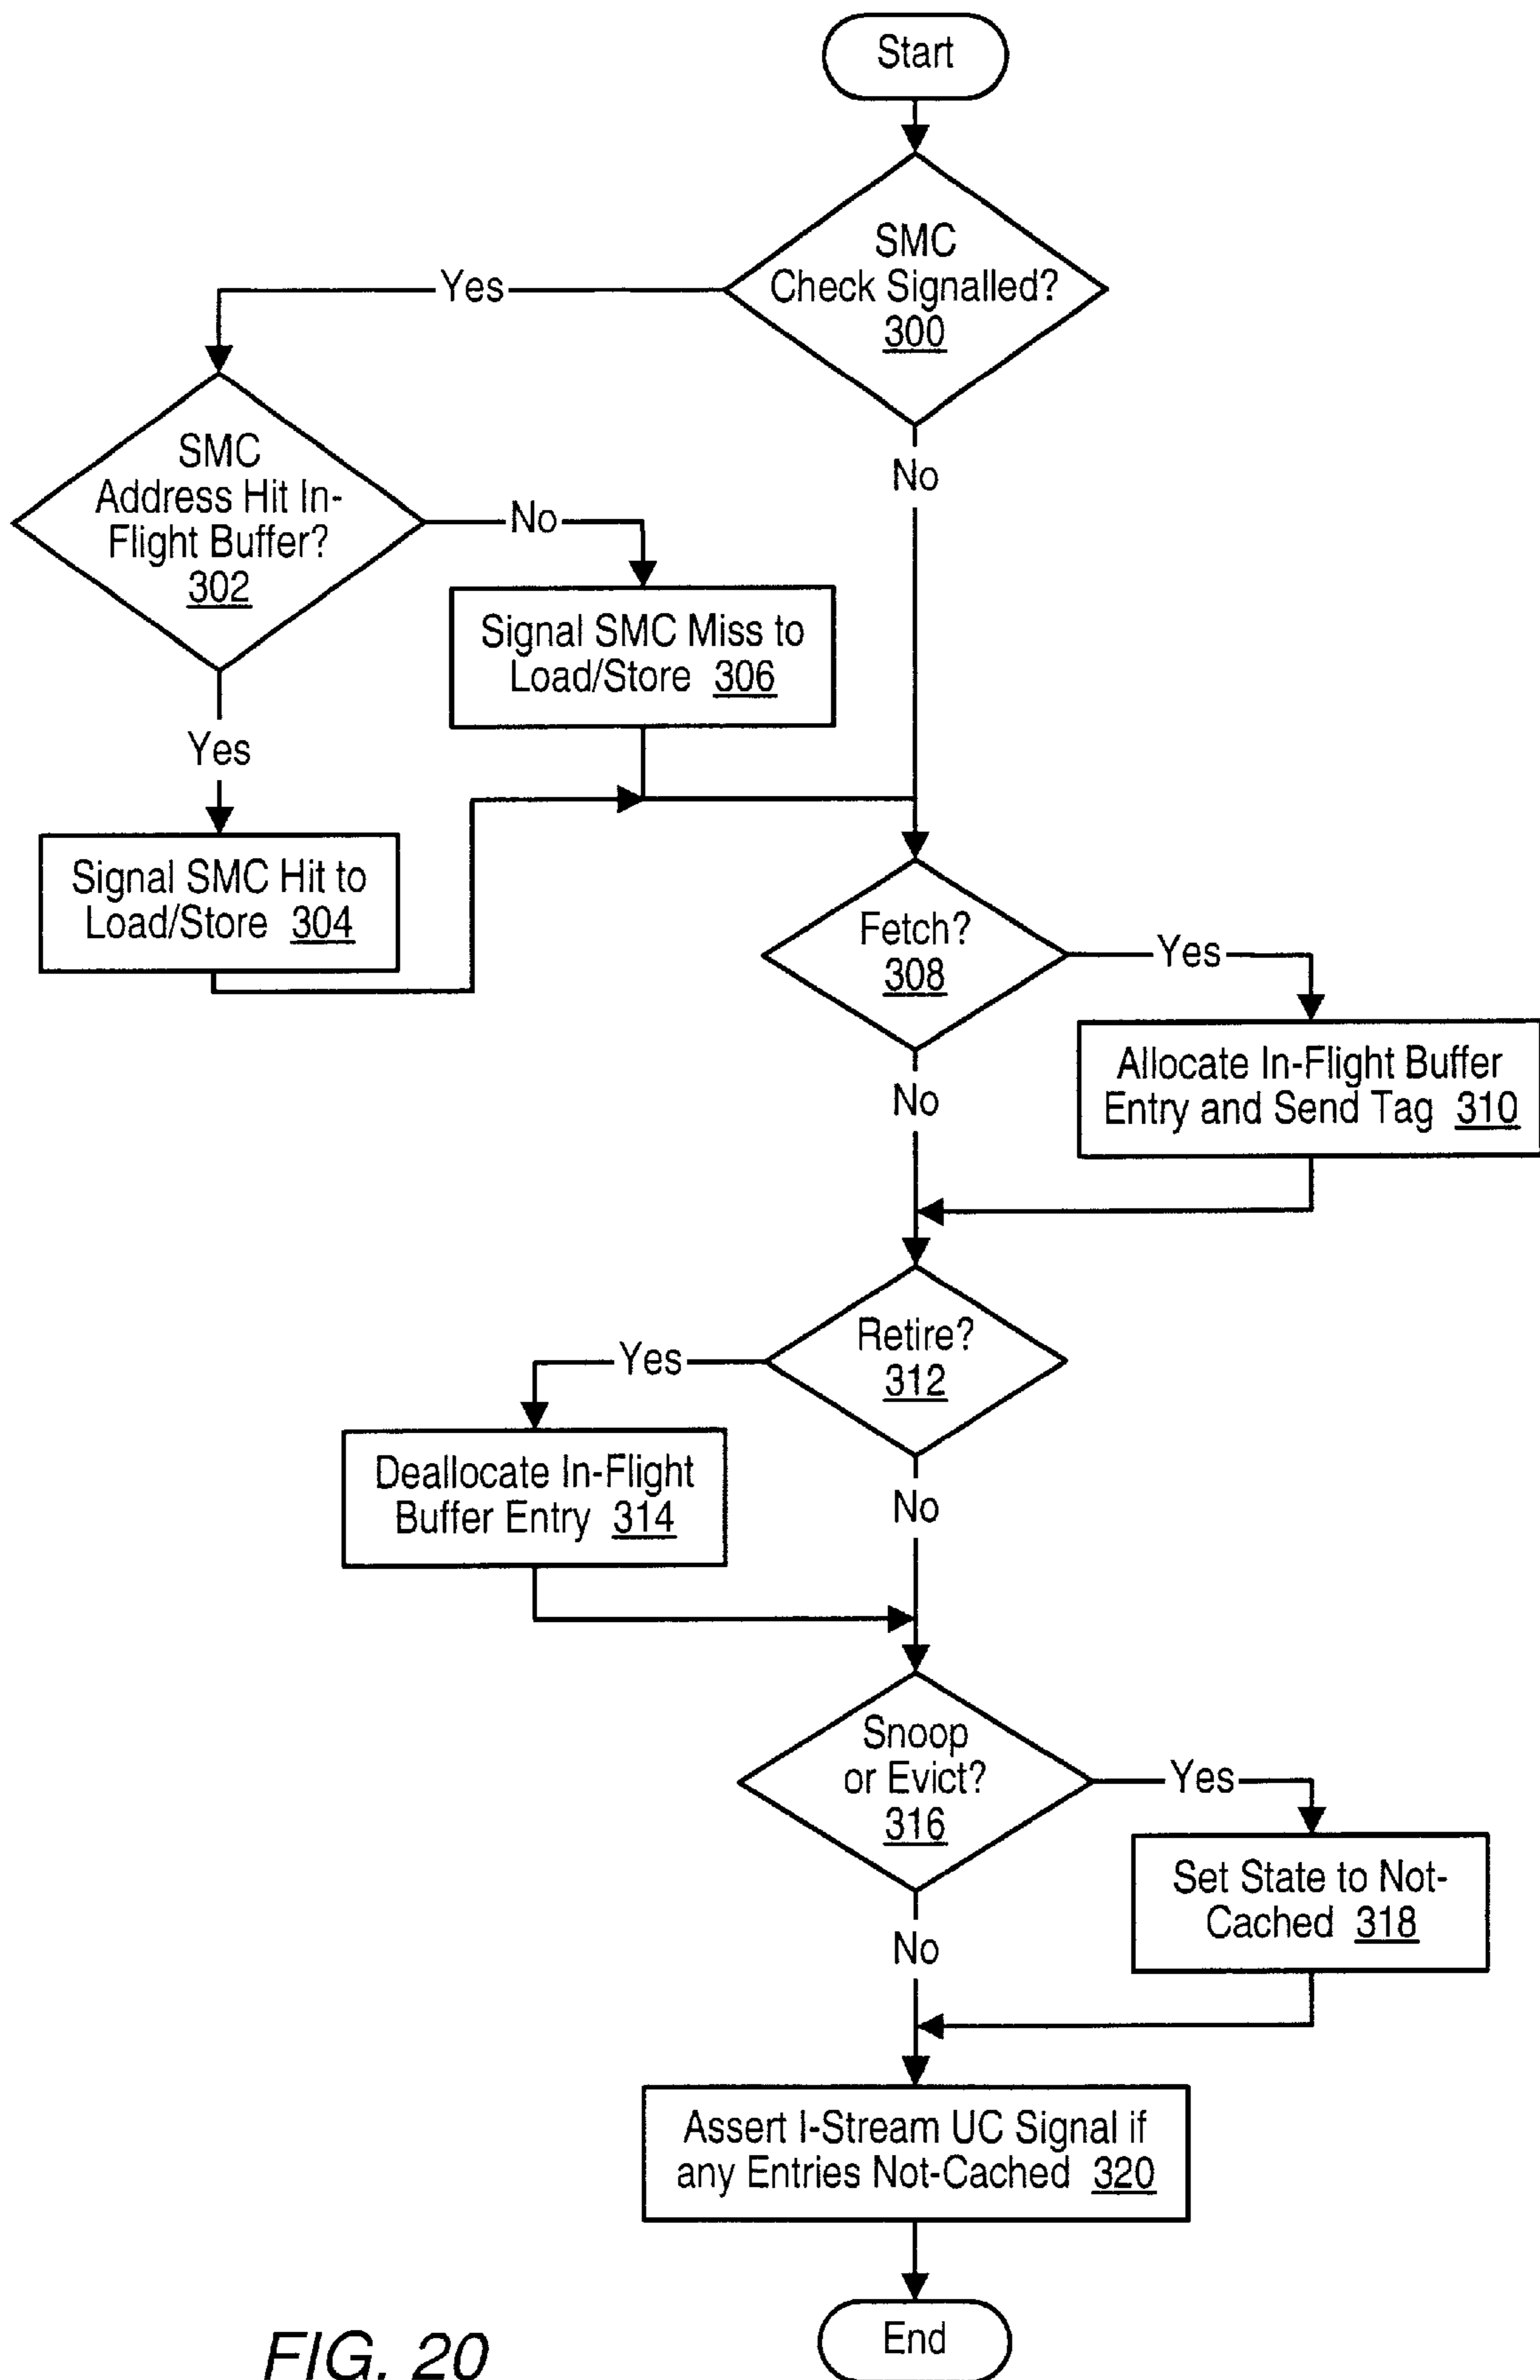 Start
SMC
Check Signalled?
300
Yes
No
SMC
Address Hit In-
Flight Buffer?
302
No
Signal SMC Miss to
Load/Store 306
Yes
Signal SMC Hit to
Load/Store 304
Fetch?
308
Yes
Allocate In-Flight Buffer
Entry and Send Tag 310
No
Retire?
312
Yes
Deallocate In-Flight
Buffer Entry 314
No
Snoop
or Evict?
316
Yes
Set State to Not-
Cached 318
No
Assert I-Stream UC Signal if
any Entries Not-Cached 320
End
FIG. 20